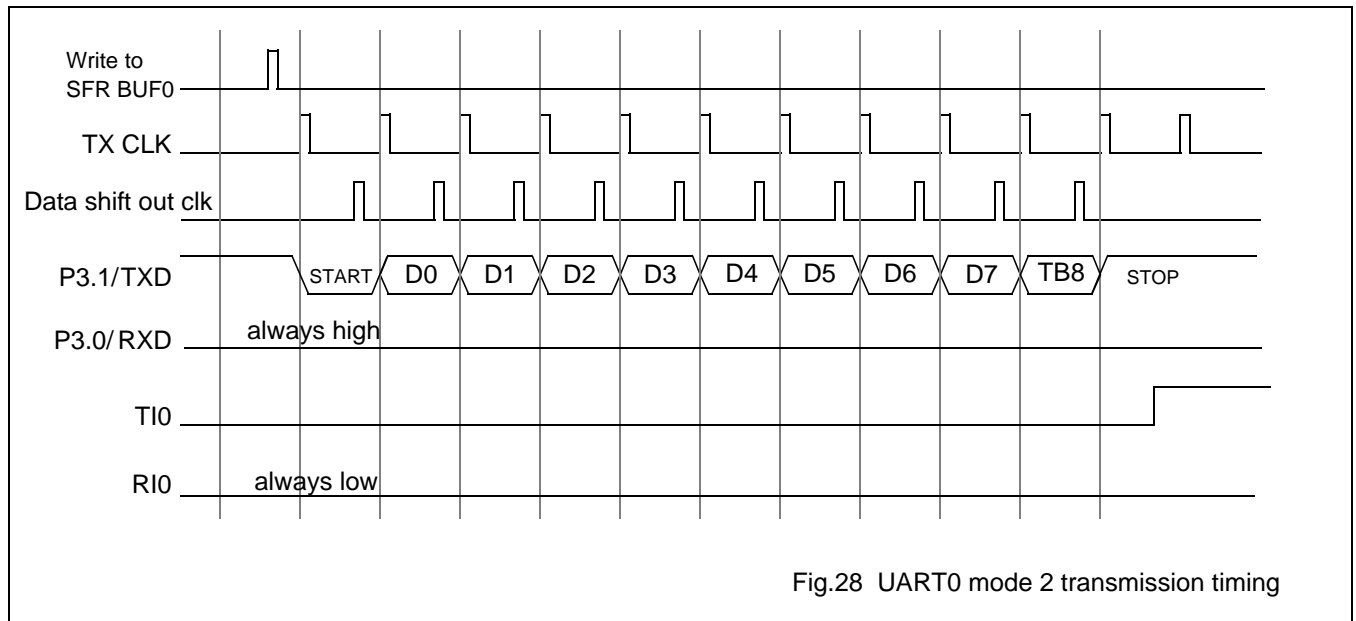 Write to
SFR BUF0
TX CLK
Data shift out clk
P3.1/TXD
START D0 D1 D2 D3 D4 D5 D6 D7 TB8 STOP
P3.0/RXD
always high
TI0
RI0
always low
Fig.28 UART0 mode 2 transmission timing